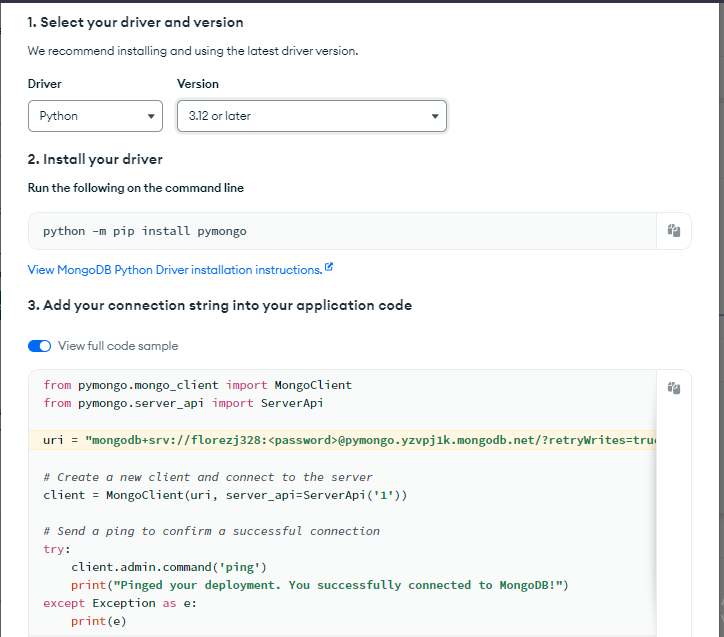 1. Select your driver and version
We recommend installing and using the latest driver version.
Driver Version
Python 3.12 or later
2. Install your driver
Run the following on the command line
python -m pip install pymongo
View MongoDB Python Driver installation instructions.
3. Add your connection string into your application code
View full code sample
from pymongo.mongo_client import MongoClient
from pymongo.server_api import ServerApi
uri = "mongodb+srv://florezj328:<password>@pymongo.yzvpj1k.mongodb.net/?retryWrites=true
# Create a new client and connect to the server
client = MongoClient(uri, server_api=ServerApi('1'))
# Send a ping to confirm a successful connection
try:
    client.admin.command('ping')
    print("Pinged your deployment. You successfully connected to MongoDB!")
except Exception as e:
    print(e)